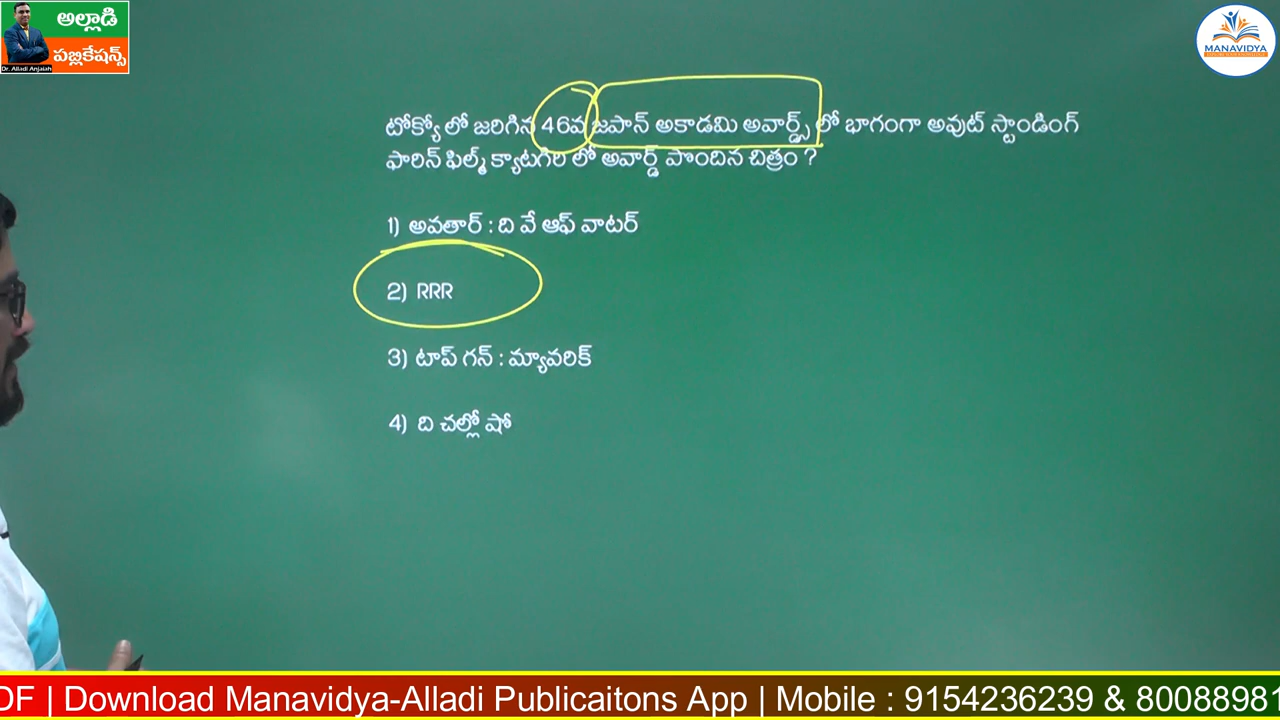 అల్లాడి
పబ్లికేషన్స్
Dr. Alladi Anjaiah
MANAVIDYA
టోక్యో లో జరిగిన 46వ జపాన్ అకాడమి అవార్డ్స్ లో భాగంగా అవుట్ స్టాండింగ్
ఫారిన్ ఫిల్మ్ క్యాటగిరి లో అవార్డ్ పొందిన చిత్రం ?
1) అవతార్ : ది వే ఆఫ్ వాటర్
2) RRR
3) టాప్ గన్ : మ్యావరిక్
4) ది చల్లో షో
DF | Download Manavidya-Alladi Publicaitons App | Mobile : 9154236239 & 80088981